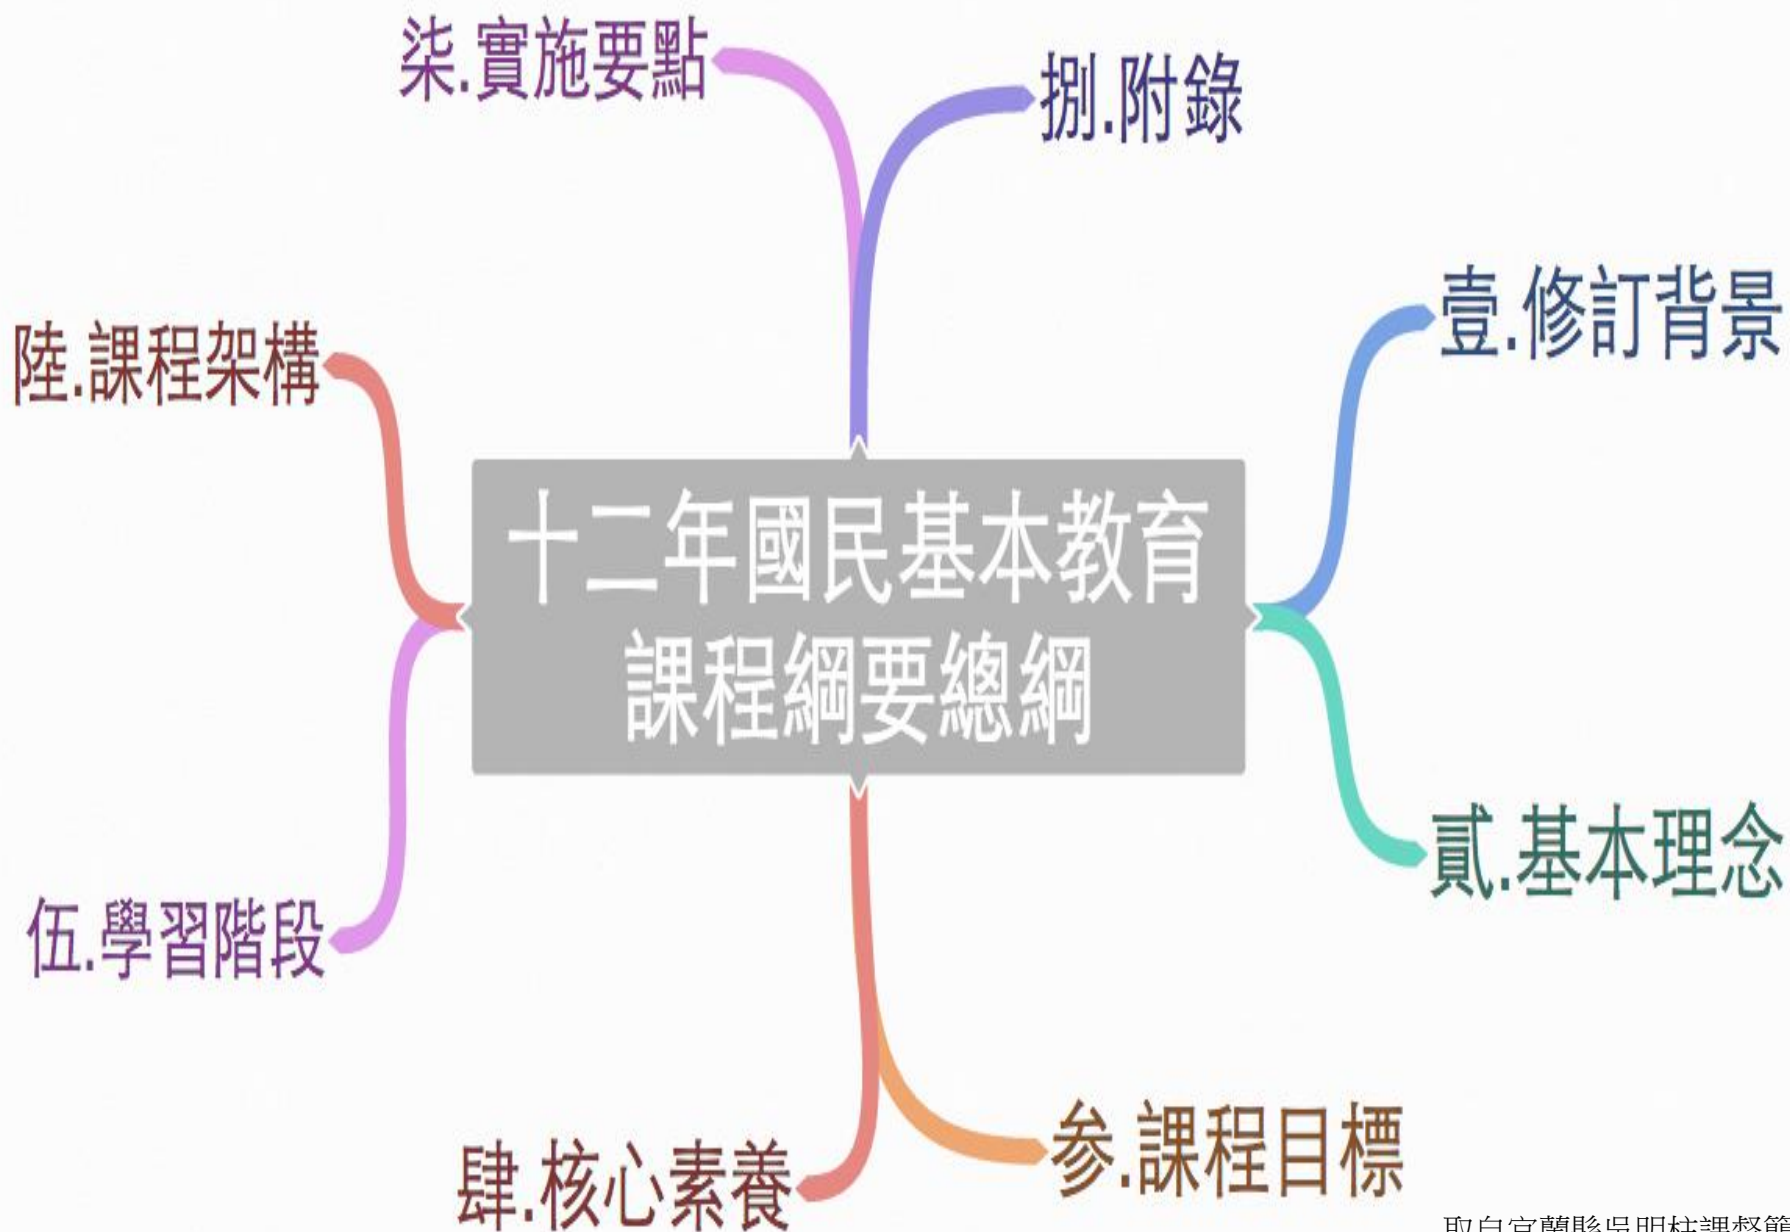 柒.實施要點
捌.附錄
壹.修訂背景
陸.課程架構
十二年國民基本教育
課程綱要總綱
貳.基本理念
伍.學習階段
参.課程目標
肆.核心素養